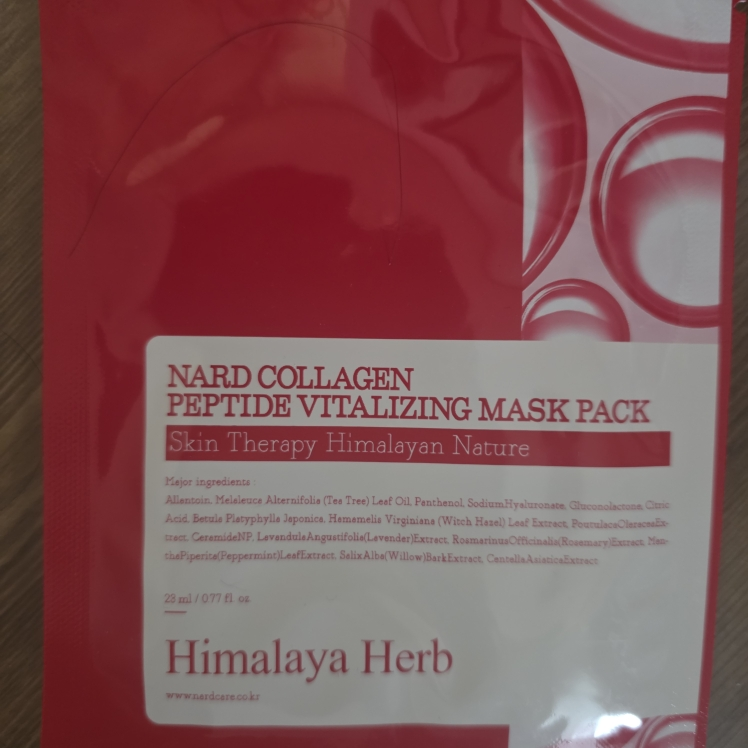 NARD COLLAGEN
PEPTIDE VITALIZING MASK PACK
Skin Therapy Himalayan Nature
Major ingredients :
Allantoin, Melaleuca Alternifolia (Tea Tree) Leaf Oil, Panthenol, SodiumHyaluronate, Gluconolactone, Citric
Acid, Betula Platyphylla Japonica, Hamamelis Virginiana (Witch Hazel) Leaf Extract, PoutulacaOlaraceaEx-
tract, CeramideNP, LavandulaAngustifolia(Lavender)Extract, RosmarinusOfficinalis(Rosemary)Extract, Men-
thaPiperita(Peppermint)LeafExtract, SalixAlba(Willow)BarkExtract, CentellaAsiaticaExtract
23 ml / 0.77 fl. oz
Himalaya Herb
www.nardcare.co.kr